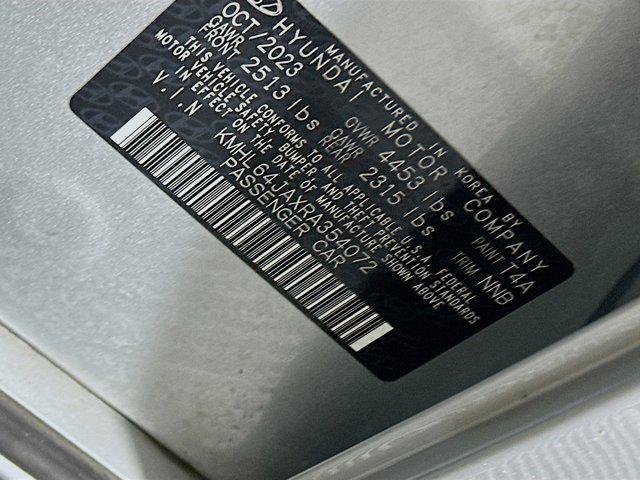 MANUFACTURED IN KOREA BY
HYUNDAI MOTOR COMPANY
OCT/2023 GVWR 4453 lbs PAINT T4A
GAWR FRONT 2513 lbs GAWR REAR 2315 lbs TRIM NNB
THIS VEHICLE CONFORMS TO ALL APPLICABLE U.S.A. FEDERAL
MOTOR VEHICLE SAFETY, BUMPER, AND THEFT PREVENTION STANDARDS
IN EFFECT ON THE DATE OF MANUFACTURE SHOWN ABOVE
V.I.N KMHL64JAXRA354072
PASSENGER CAR